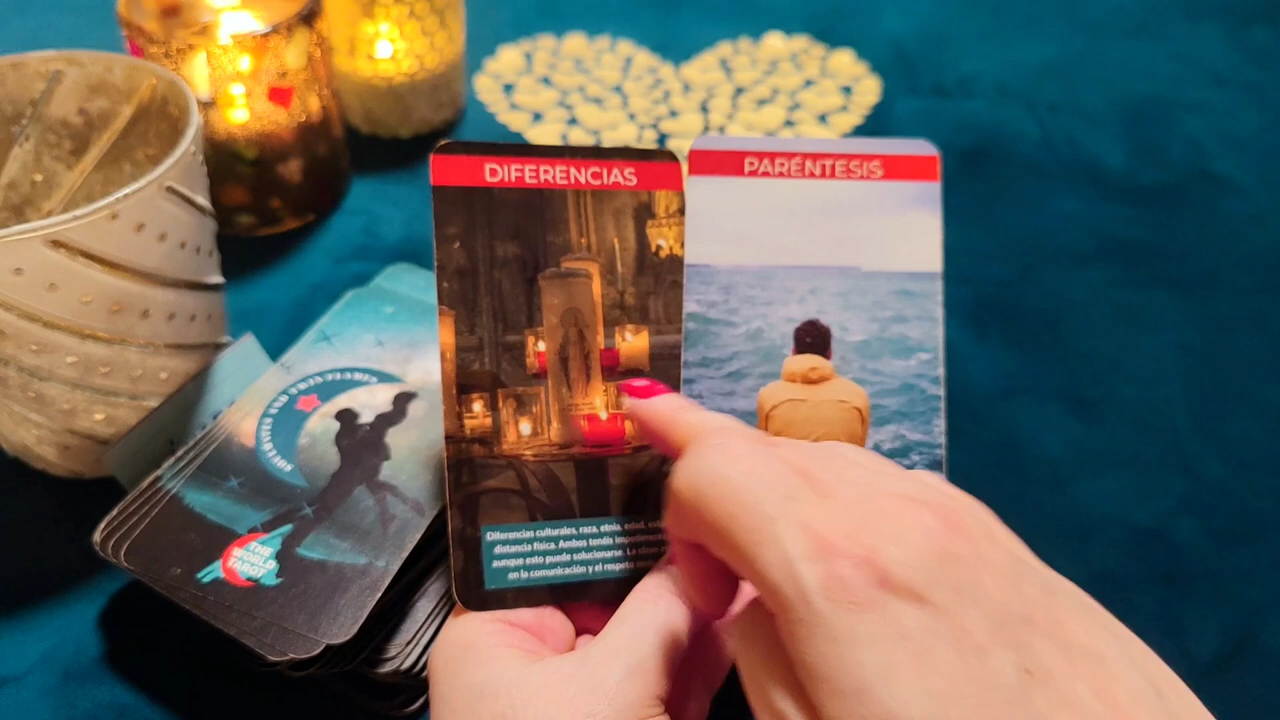 DIFERENCIAS
PARÉNTESIS
Diferencias culturales, raza, etnia, edad,
distancia física. Ambos tenéis
aunque esto puede solucionarse. La
en la comunicación y el respeto
THE
WORLD
TAROT